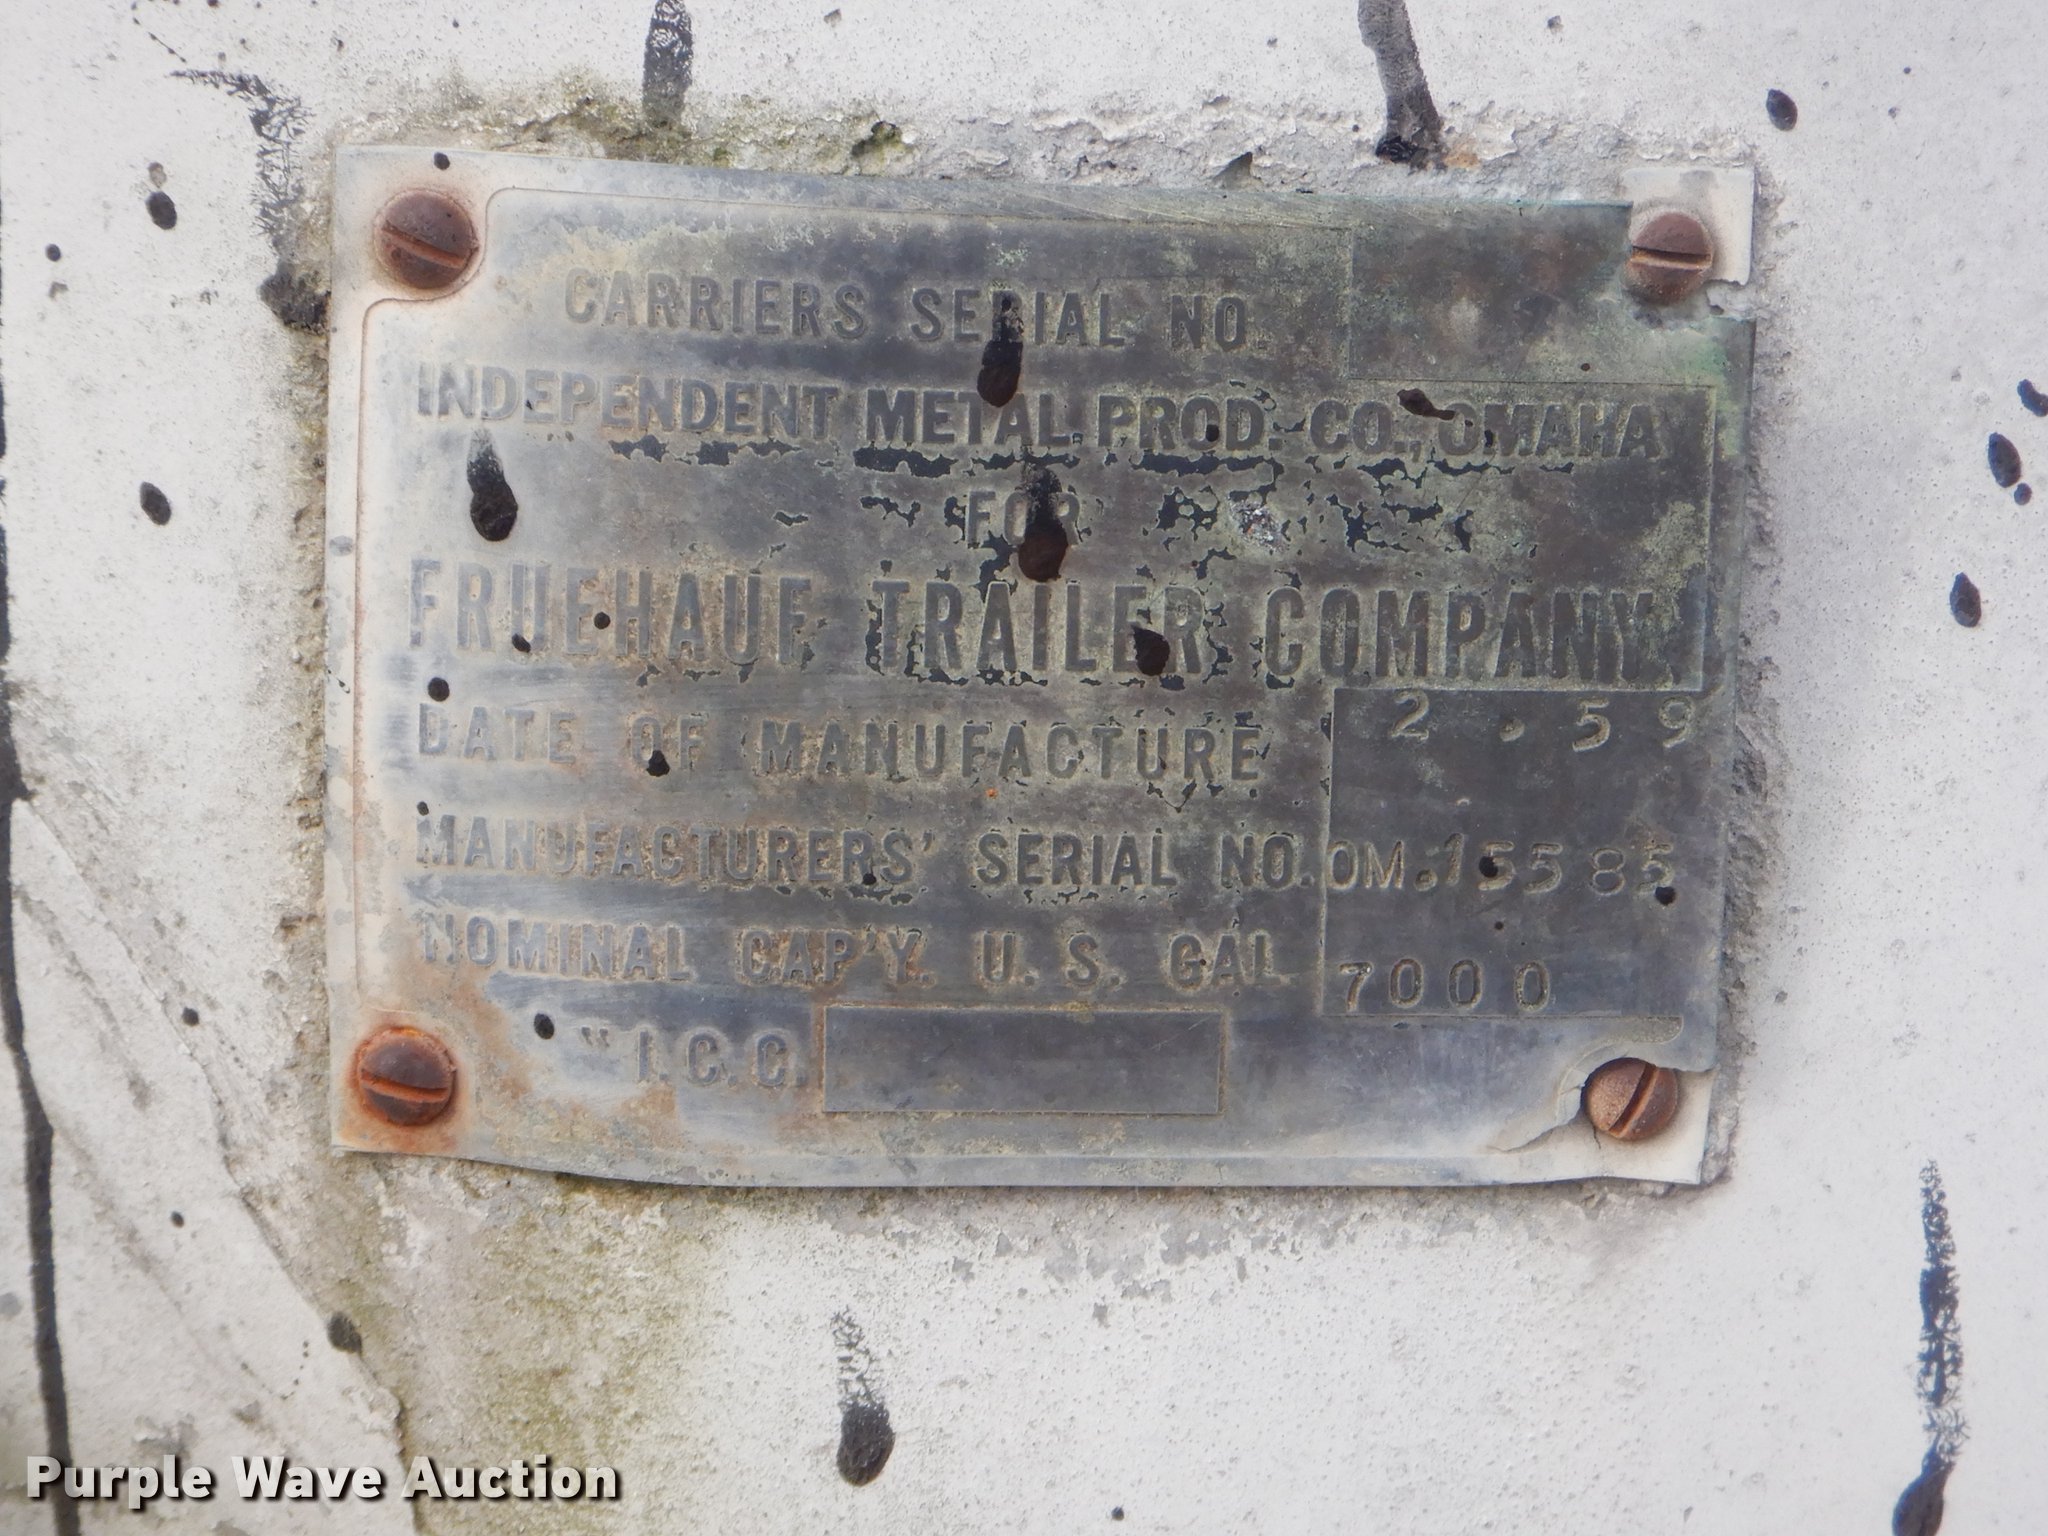 CARRIERS SERIAL NO.
INDEPENDENT METAL PROD. CO., OMAHA
FOR
FRUEHAUF TRAILER COMPANY
DATE OF MANUFACTURE 2 . 59
MANUFACTURERS' SERIAL NO. OM.15585
NOMINAL CAP'Y. U. S. GAL 7000
" I. C. C.
Purple Wave Auction